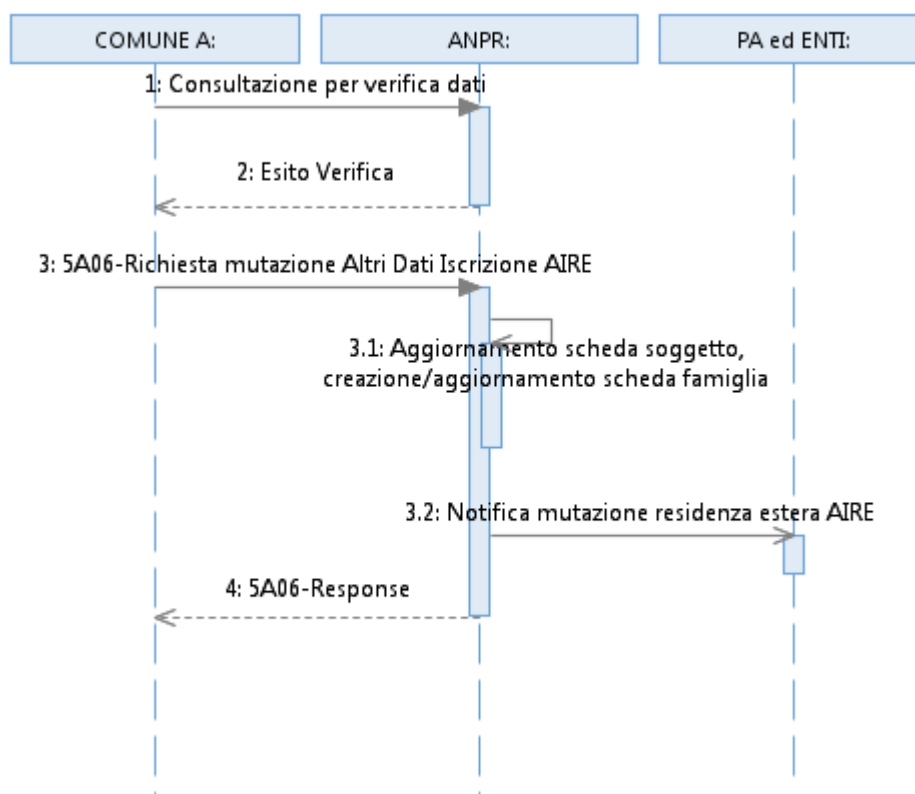 COMUNE A:
ANPR:
PA ed ENTI:
1: Consultazione per verifica dati
2: Esito Verifica
3: 5A06-Richiesta mutazione Altri Dati Iscrizione AIRE
3.1: Aggiornamento scheda soggetto,
creazione/aggiornamento scheda famiglia
3.2: Notifica mutazione residenza estera AIRE
4: 5A06-Response